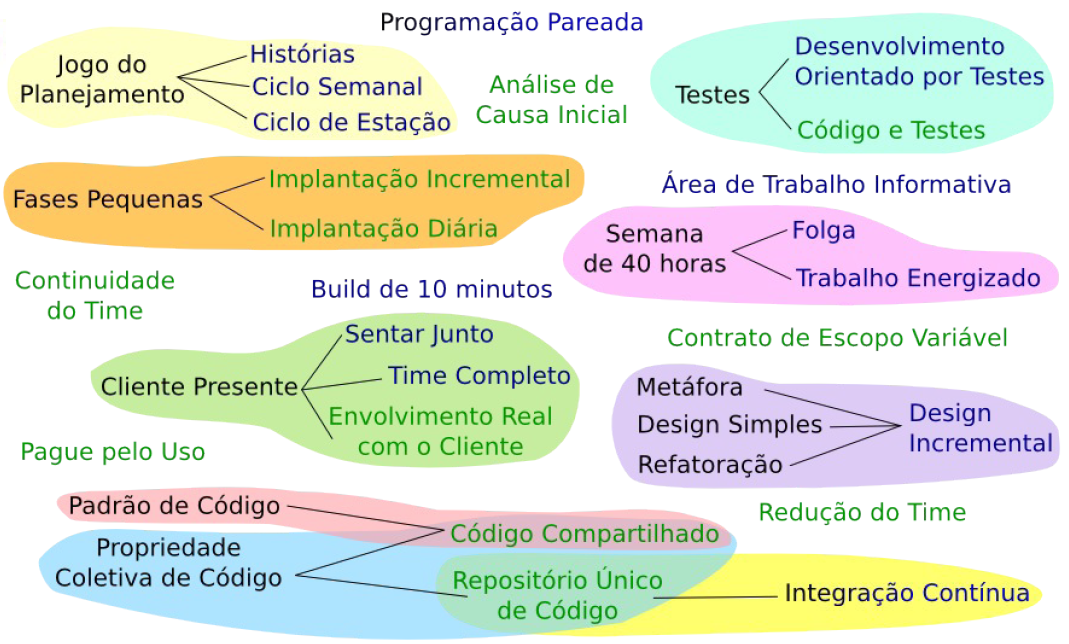 Programação Pareada
Jogo do
Planejamento
Histórias
Ciclo Semanal
Ciclo de Estação
Análise de
Causa Inicial
Testes
Desenvolvimento
Orientado por Testes
Código e Testes
Fases Pequenas
Implantação Incremental
Implantação Diária
Área de Trabalho Informativa
Semana
de 40 horas
Folga
Trabalho Energizado
Continuidade
do Time
Build de 10 minutos
Cliente Presente
Sentar Junto
Time Completo
Envolvimento Real
com o Cliente
Contrato de Escopo Variável
Metáfora
Design Simples
Refatoração
Design
Incremental
Pague pelo Uso
Padrão de Código
Propriedade
Coletiva de Código
Código Compartilhado
Repositório Único
de Código
Redução do Time
Integração Contínua